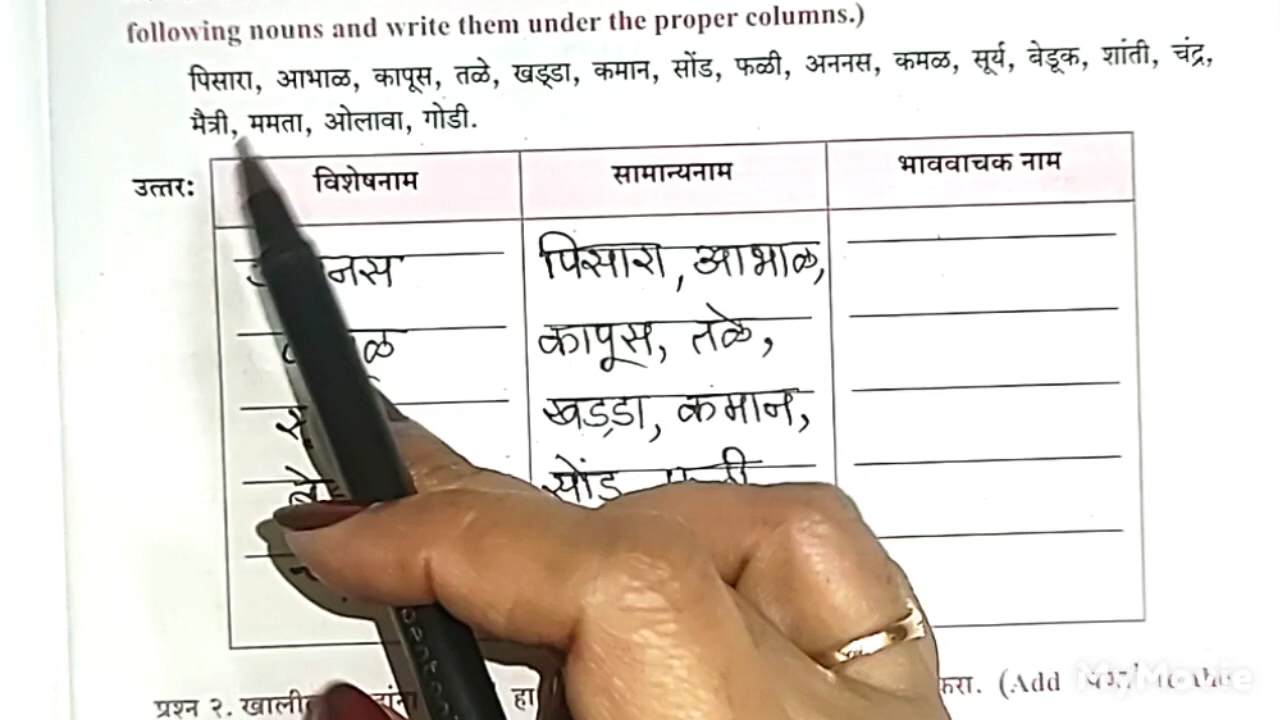 following nouns and write them under the proper columns.)
पिसारा, आभाळ, कापूस, तळे, खड्डा, कमान, सोंड, फळी, अननस, कमळ, सूर्य, बेडूक, शांती, चंद्र,
मैत्री, ममता, ओलावा, गोडी.
उत्तरः विशेषनाम सामान्यनाम भाववाचक नाम
पिसारा, आभाळ,
कापूस, तळे,
खड्डा, कमान,
सोंड
प्रश्न २. हा (Add
MyMovie